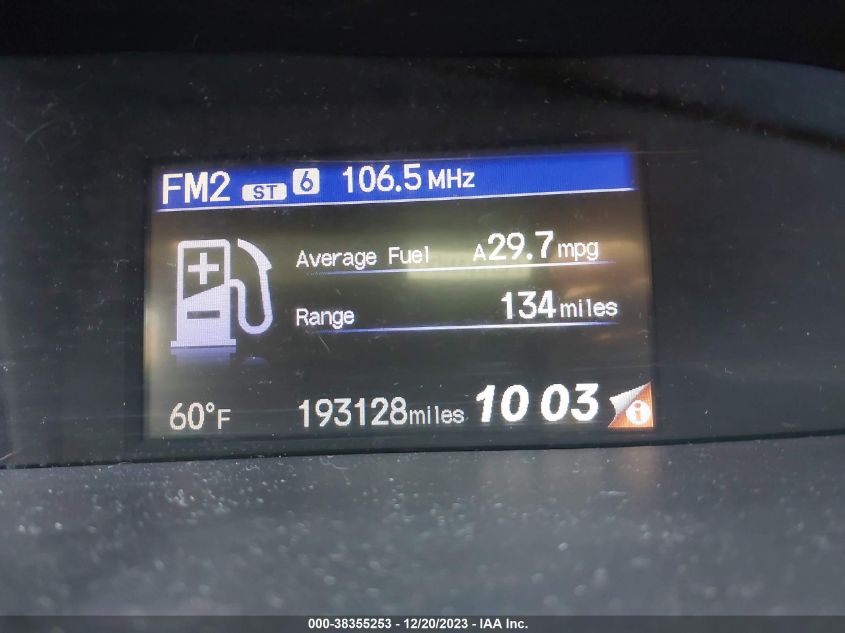 FM2 ST 6 106.5 MHz
Average Fuel A29.7 mpg
Range 134 miles
60°F 193128 miles 10 03 i
000-38355253 - 12/20/2023 - IAA Inc.